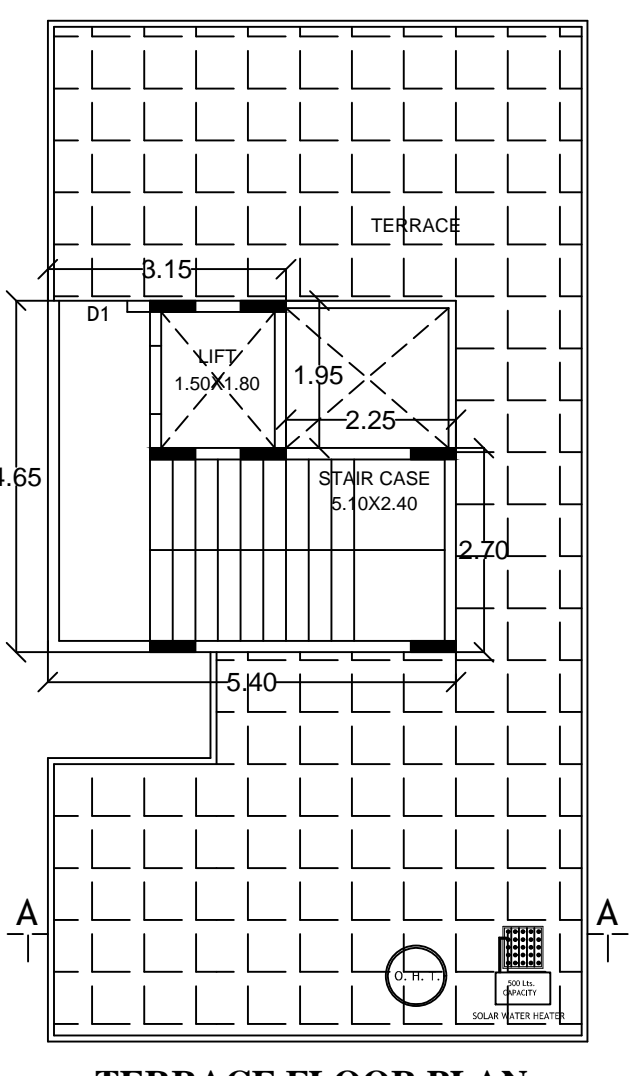 TERRACE
3.15
D1
LIFT
1.50X1.80
1.95
2.25
4.65
STAIR CASE
5.10X2.40
2.70
5.40
A
A
O. H. T.
500 Lts.
CAPACITY
SOLAR WATER HEATER
TERRACE FLOOR PLAN